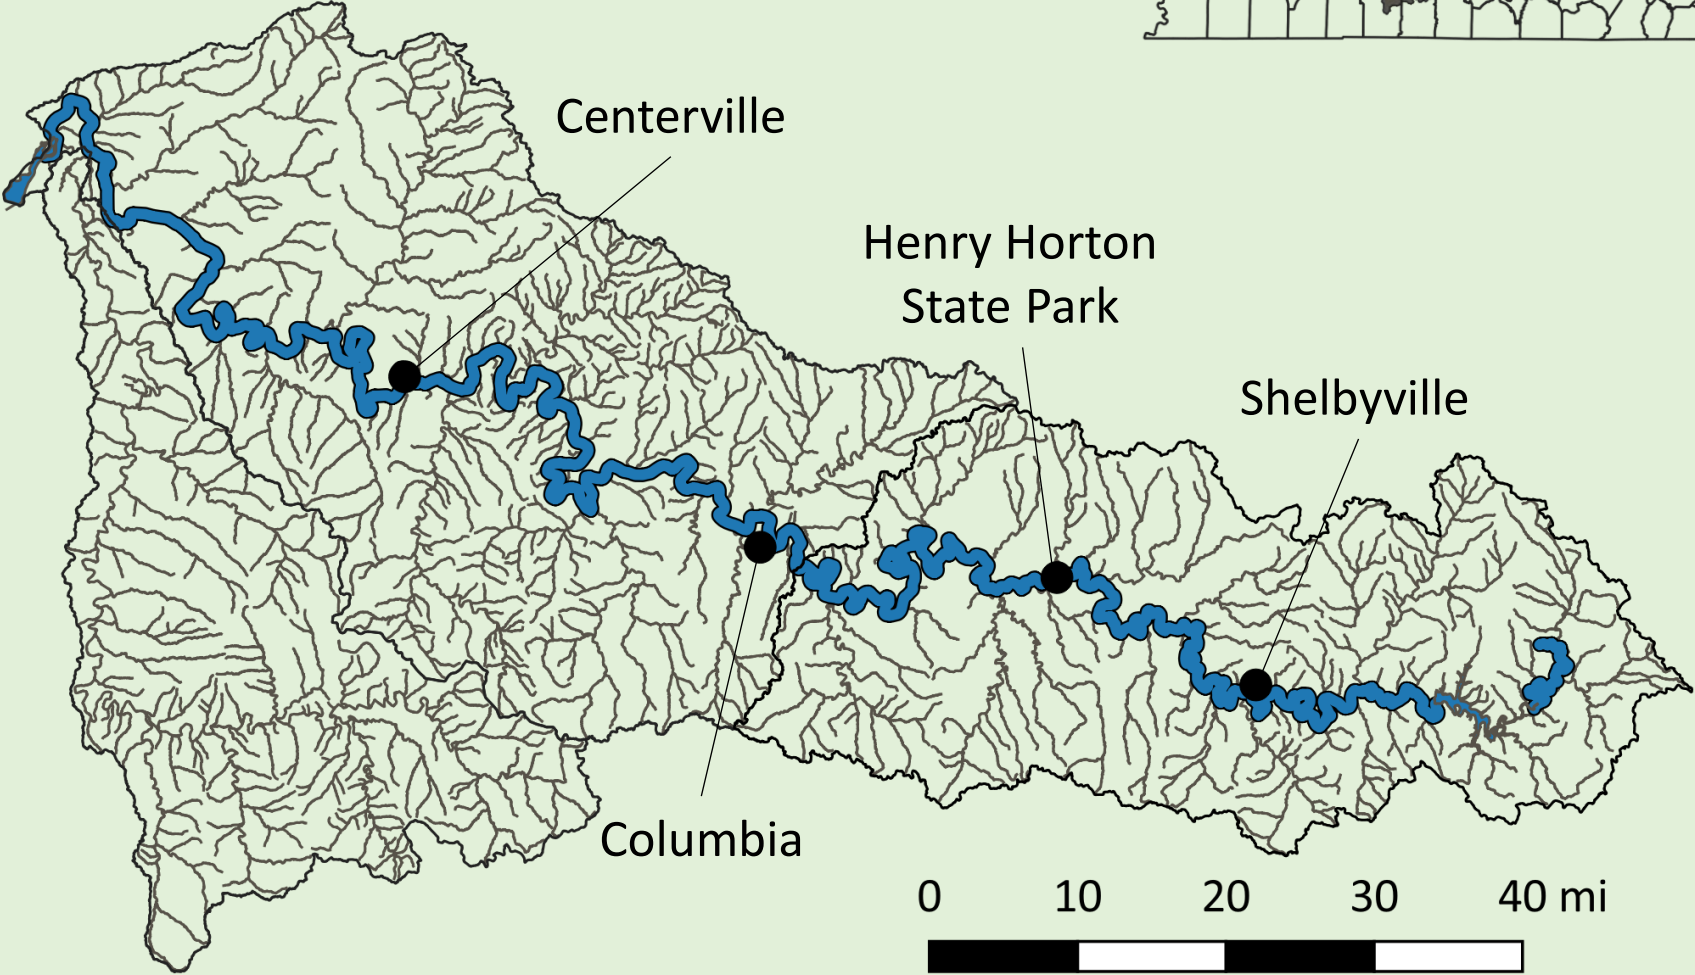 Centerville
Henry Horton
State Park
Shelbyville
Columbia
0 10 20 30 40 mi